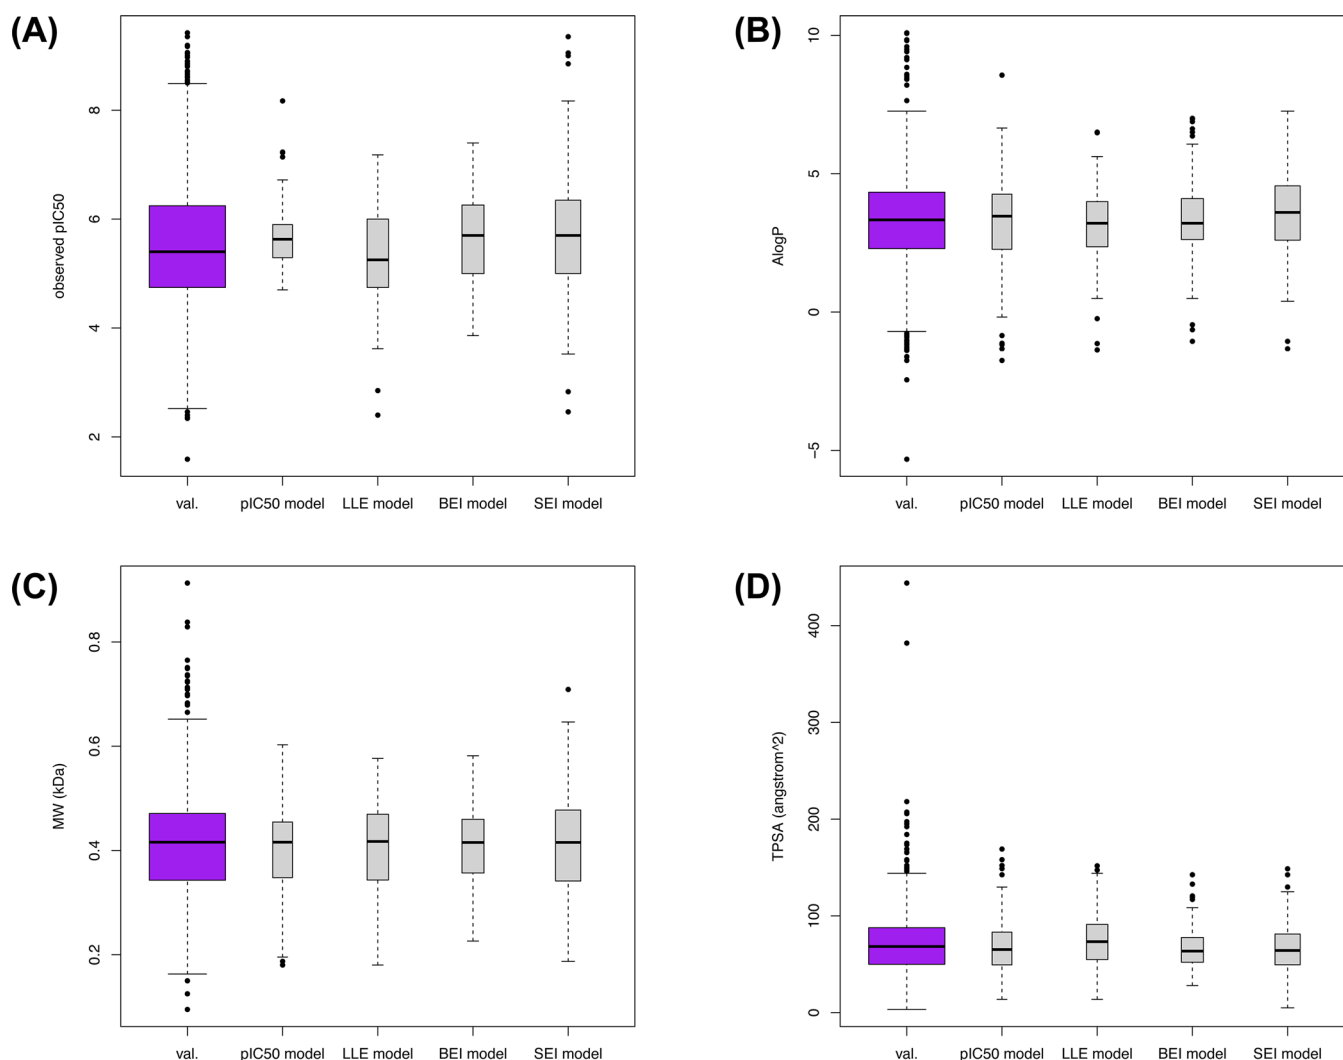 (A)
observed pIC50
8
6
4
2
val. pIC50 model LLE model BEI model SEI model
(B)
AlogP
10
5
0
−5
val. pIC50 model LLE model BEI model SEI model
(C)
MW (kDa)
0.8
0.6
0.4
0.2
val. pIC50 model LLE model BEI model SEI model
(D)
TPSA (angstrom^2)
400
300
200
100
0
val. pIC50 model LLE model BEI model SEI model